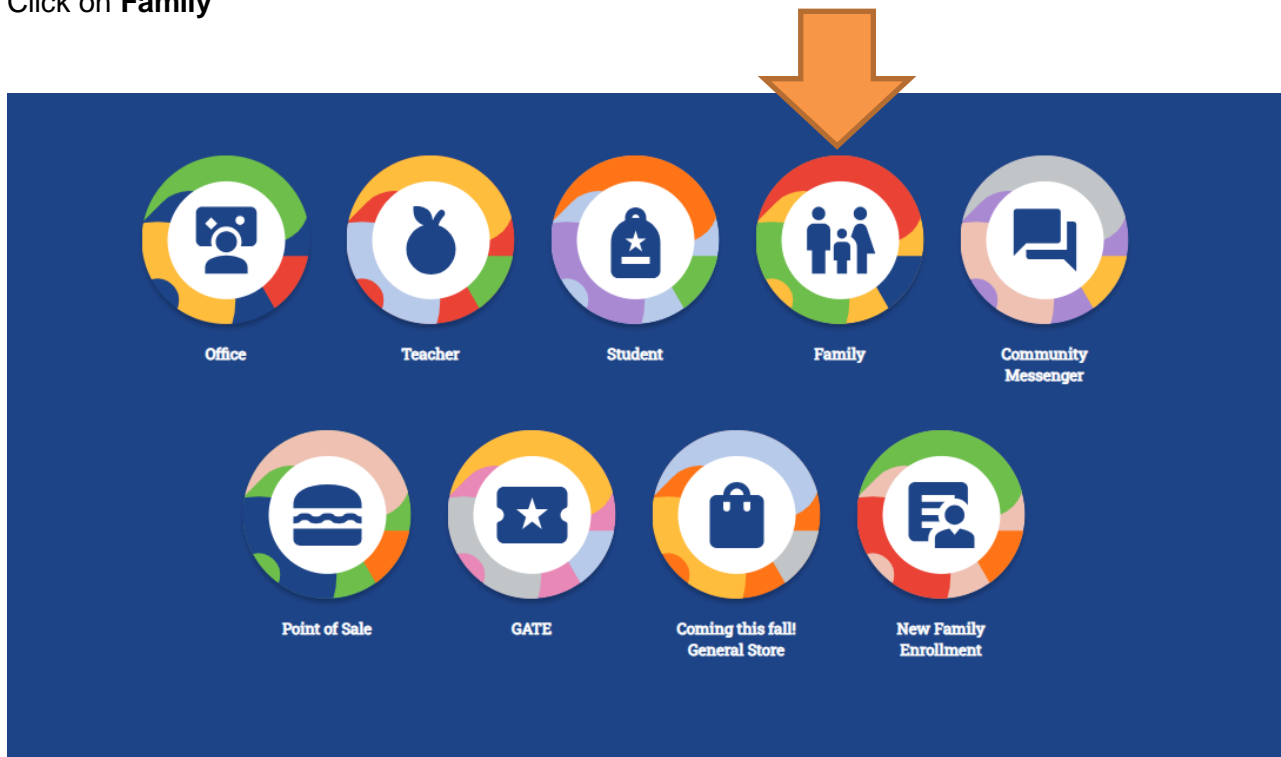 Click on Family
Office
Teacher
Student
Family
Community
Messenger
Point of Sale
GATE
Coming this fall!
General Store
New Family
Enrollment